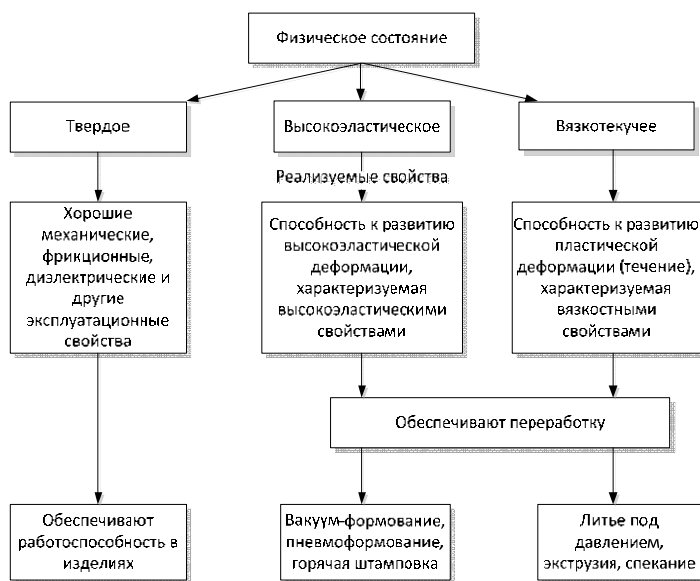 Физическое состояние
Твердое
Высокоэластическое
Вязкотекучее
Реализуемые свойства
Хорошие
механические,
фрикционные,
диэлектрические и
другие
эксплуатационные
свойства
Способность к развитию
высокоэластической
деформации,
характеризуемая
высокоэластическими
свойствами
Способность к развитию
пластической
деформации (течение),
характеризуемая
вязкостными
свойствами
Обеспечивают переработку
Обеспечивают
работоспособность в
изделиях
Вакуум-формование,
пневмоформование,
горячая штамповка
Литье под
давлением,
экструзия, спекание